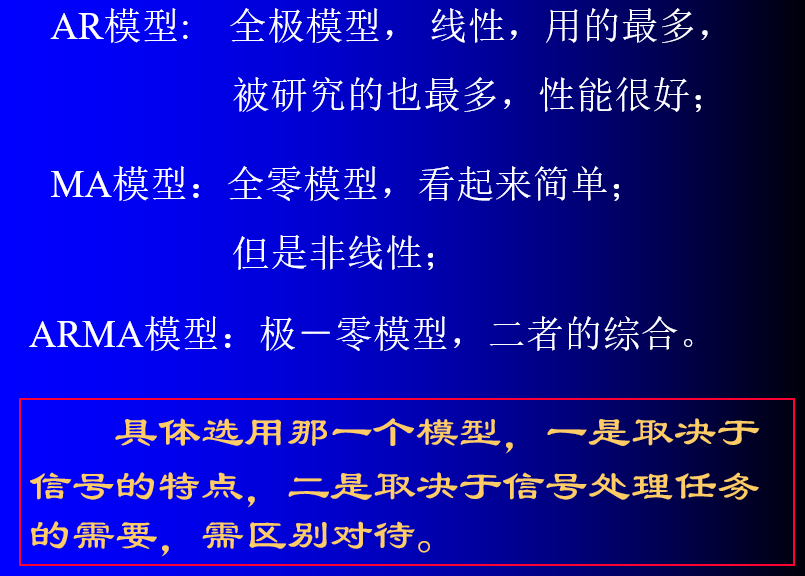 AR模型: 全极模型， 线性，用的最多，
被研究的也最多，性能很好；
MA模型：全零模型，看起来简单；
但是非线性；
ARMA模型：极－零模型，二者的综合。
具体选用那一个模型，一是取决于
信号的特点，二是取决于信号处理任务
的需要，需区别对待。